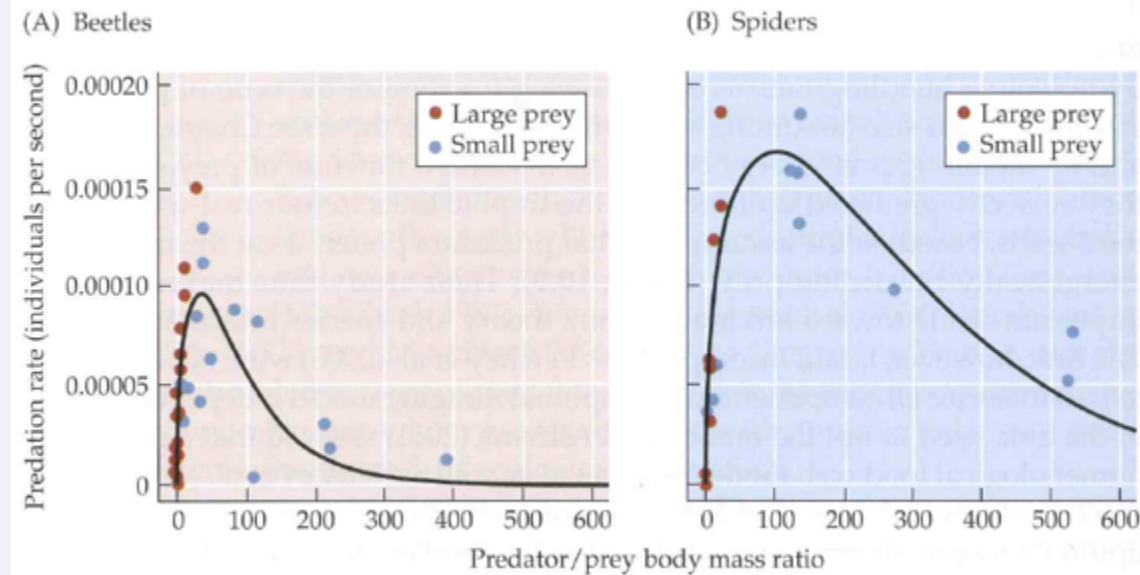 (A) Beetles
(B) Spiders
Predation rate (individuals per second)
0.00020
0.00015
0.00010
0.00005
0
Large prey
Small prey
Large prey
Small prey
0 100 200 300 400 500 600
0 100 200 300 400 500 600
Predator/prey body mass ratio